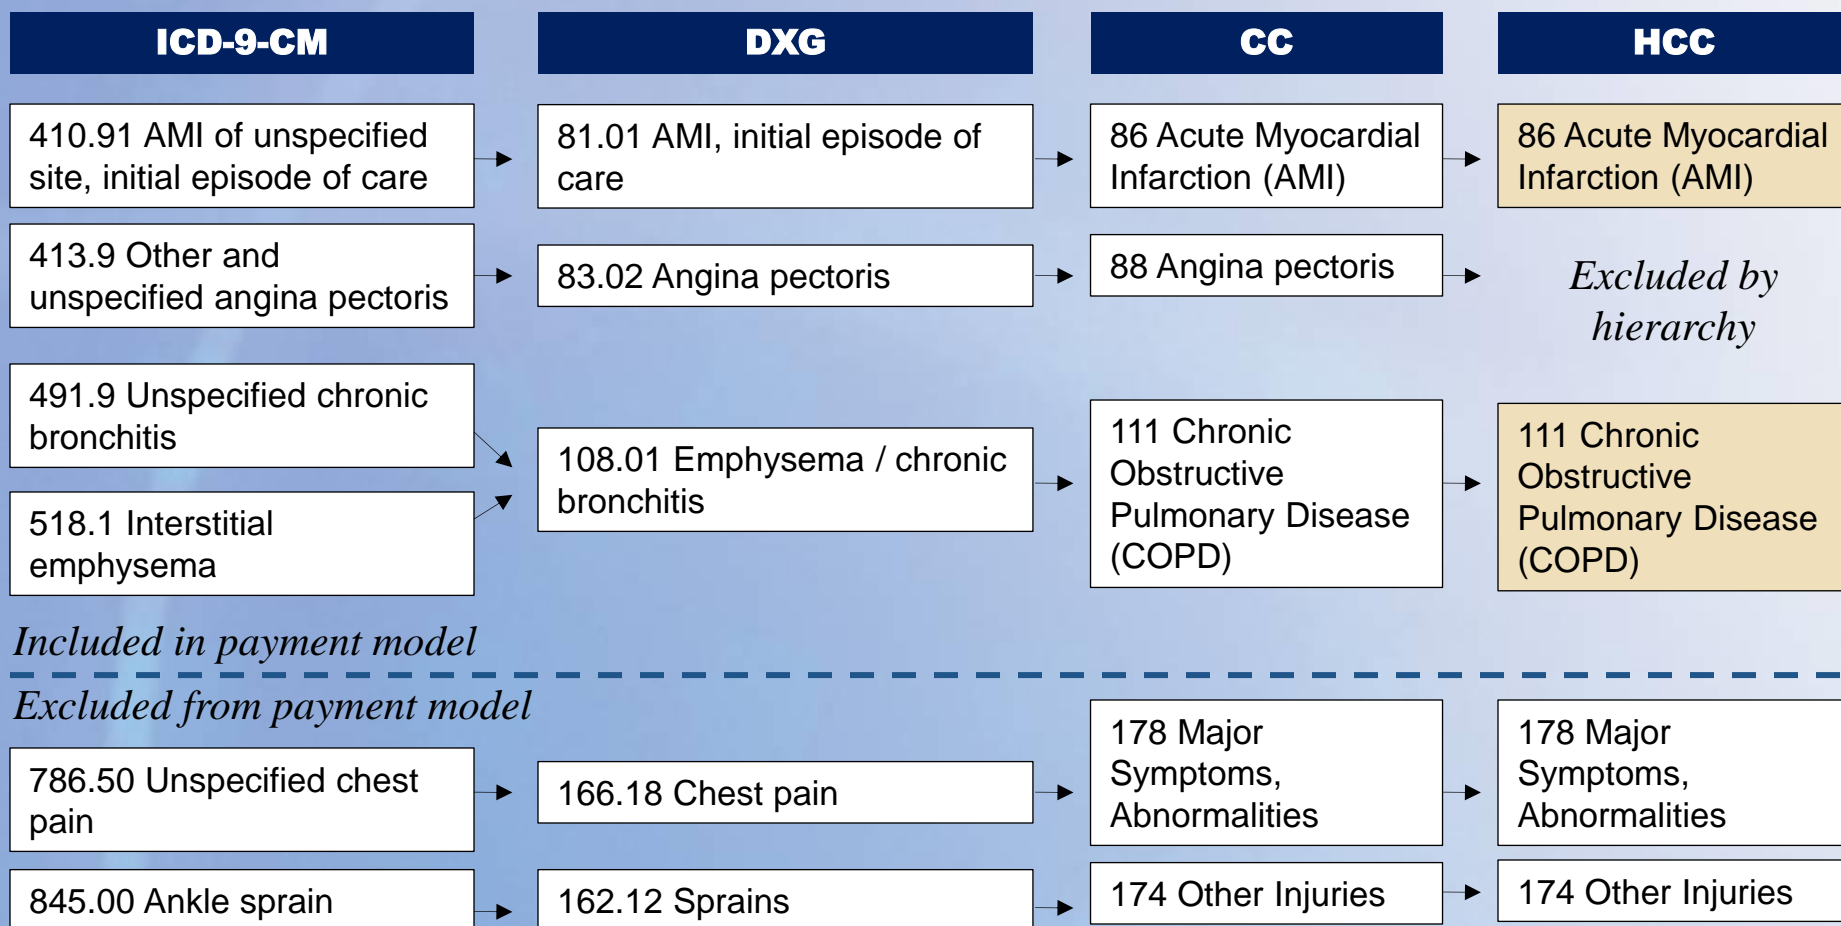 ICD-9-CM
DXG
CC
HCC
410.91 AMI of unspecified
site, initial episode of care
81.01 AMI, initial episode of
care
86 Acute Myocardial
Infarction (AMI)
86 Acute Myocardial
Infarction (AMI)
413.9 Other and
unspecified angina pectoris
83.02 Angina pectoris
88 Angina pectoris
Excluded by
hierarchy
491.9 Unspecified chronic
bronchitis
518.1 Interstitial
emphysema
108.01 Emphysema / chronic
bronchitis
111 Chronic
Obstructive
Pulmonary Disease
(COPD)
111 Chronic
Obstructive
Pulmonary Disease
(COPD)
Included in payment model
Excluded from payment model
786.50 Unspecified chest
pain
166.18 Chest pain
178 Major
Symptoms,
Abnormalities
178 Major
Symptoms,
Abnormalities
845.00 Ankle sprain
162.12 Sprains
174 Other Injuries
174 Other Injuries